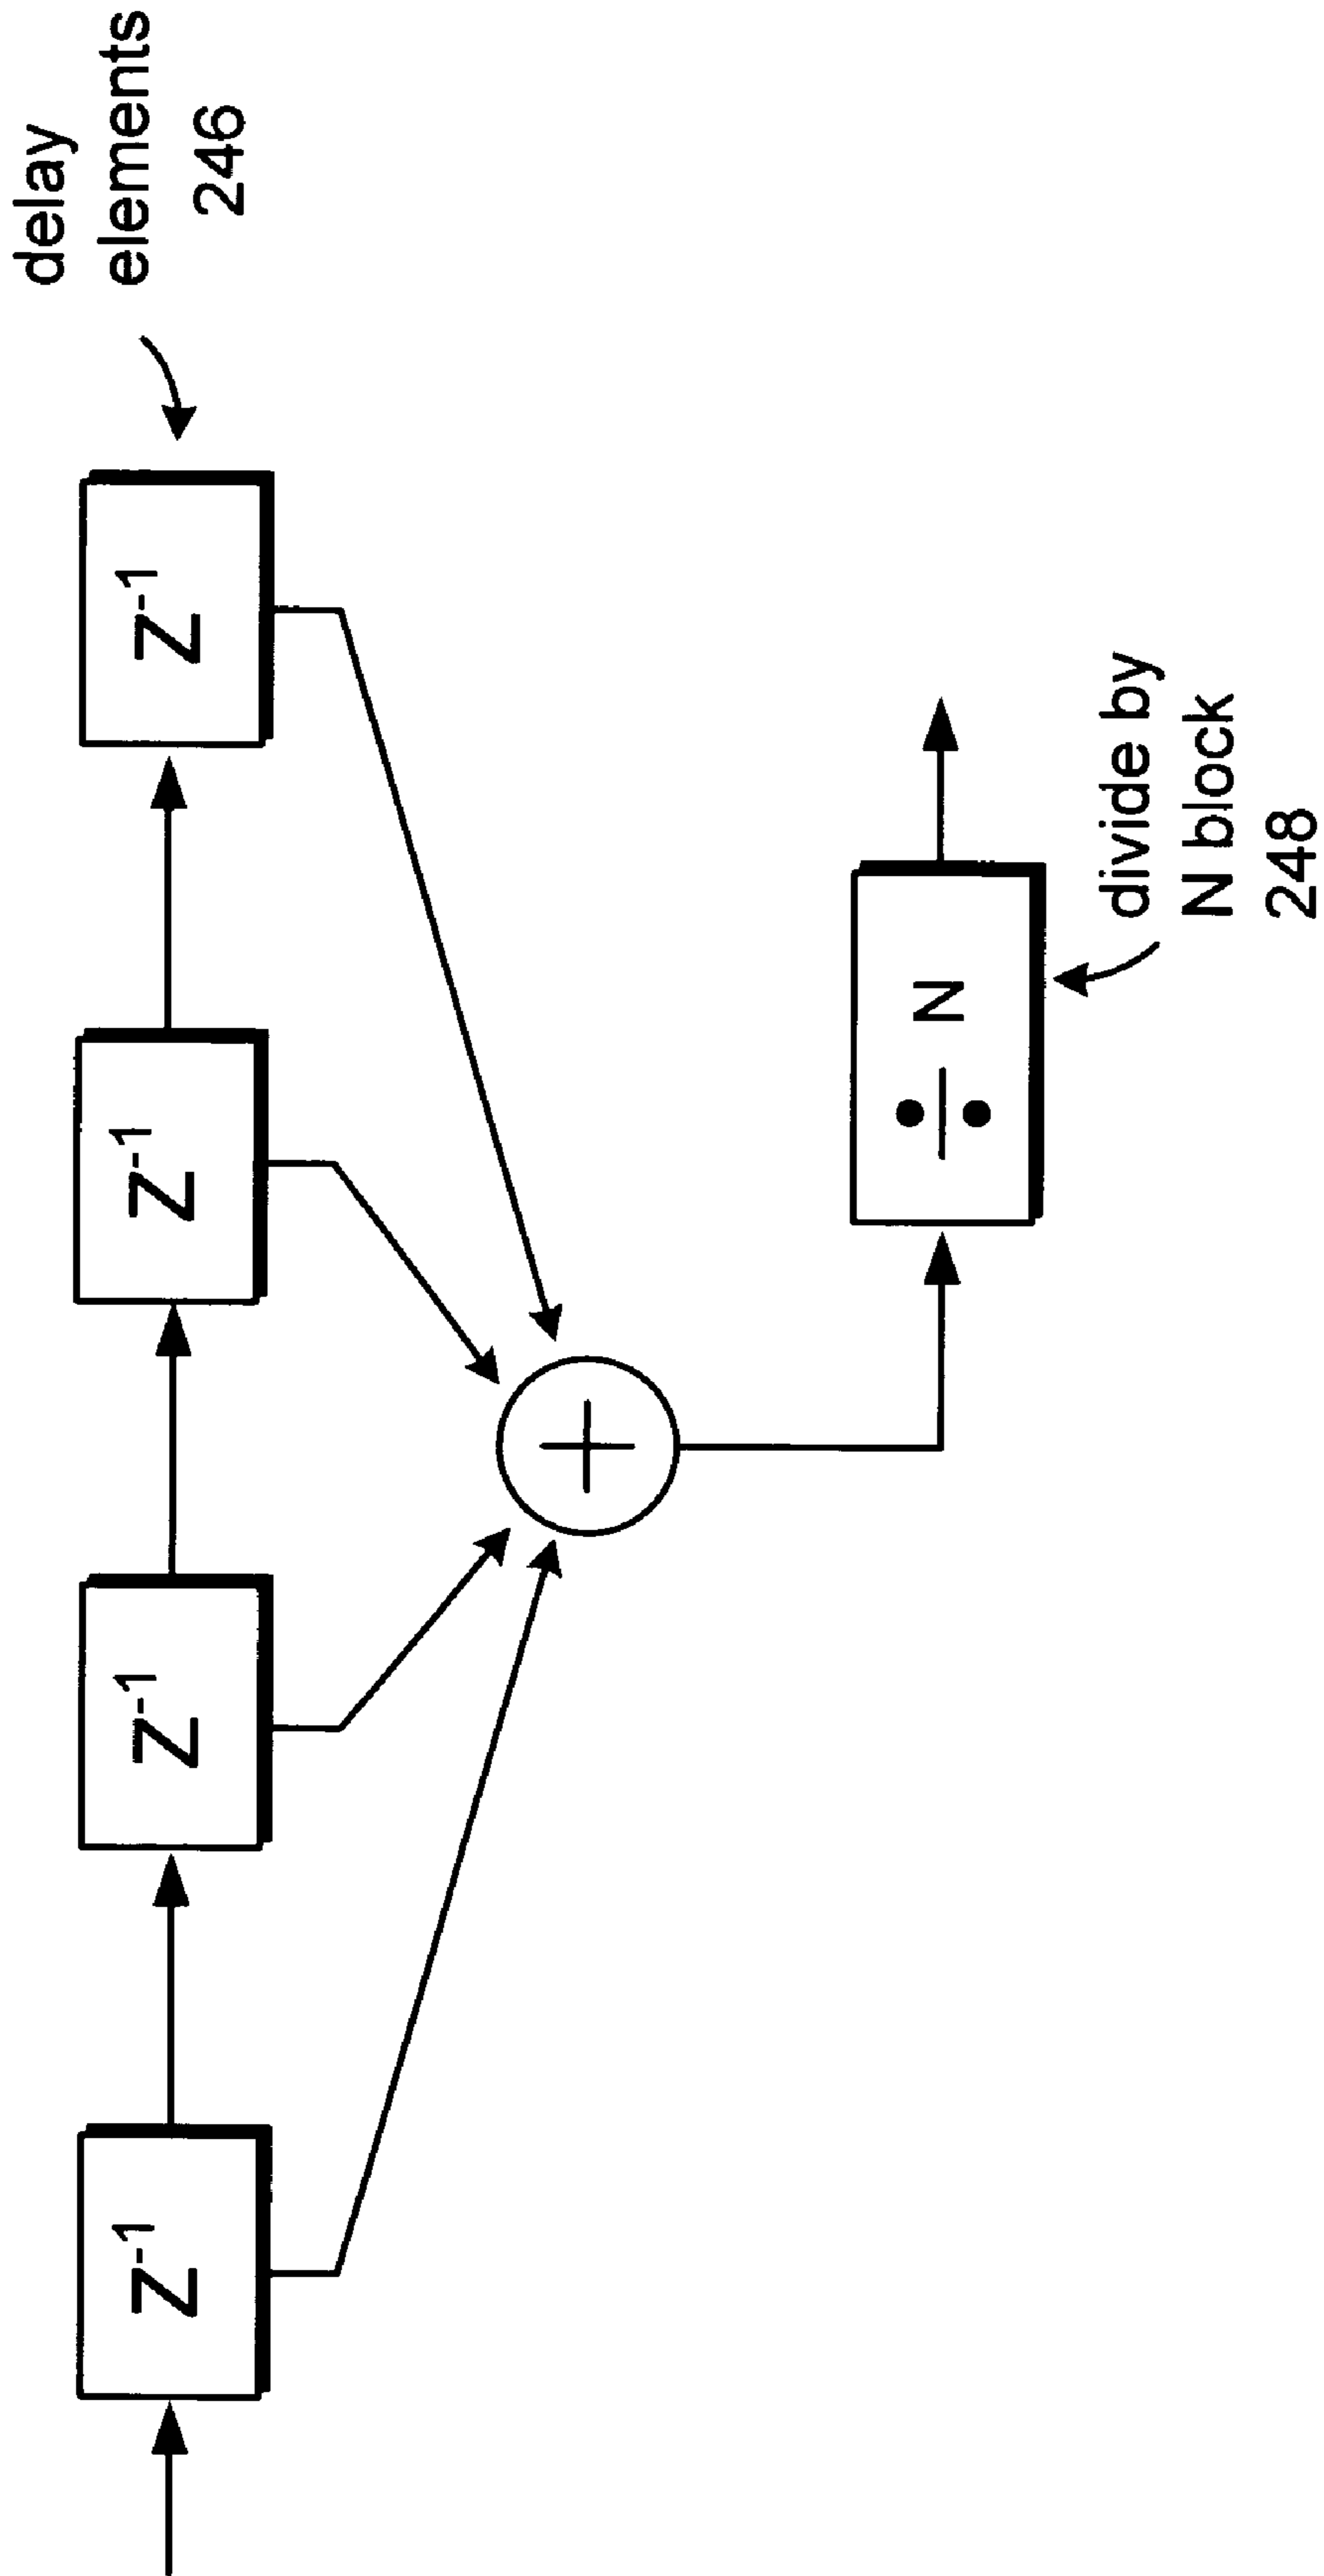 Z⁻¹
Z⁻¹
Z⁻¹
Z⁻¹
delay
elements
246
+
÷ N
divide by
N block
248